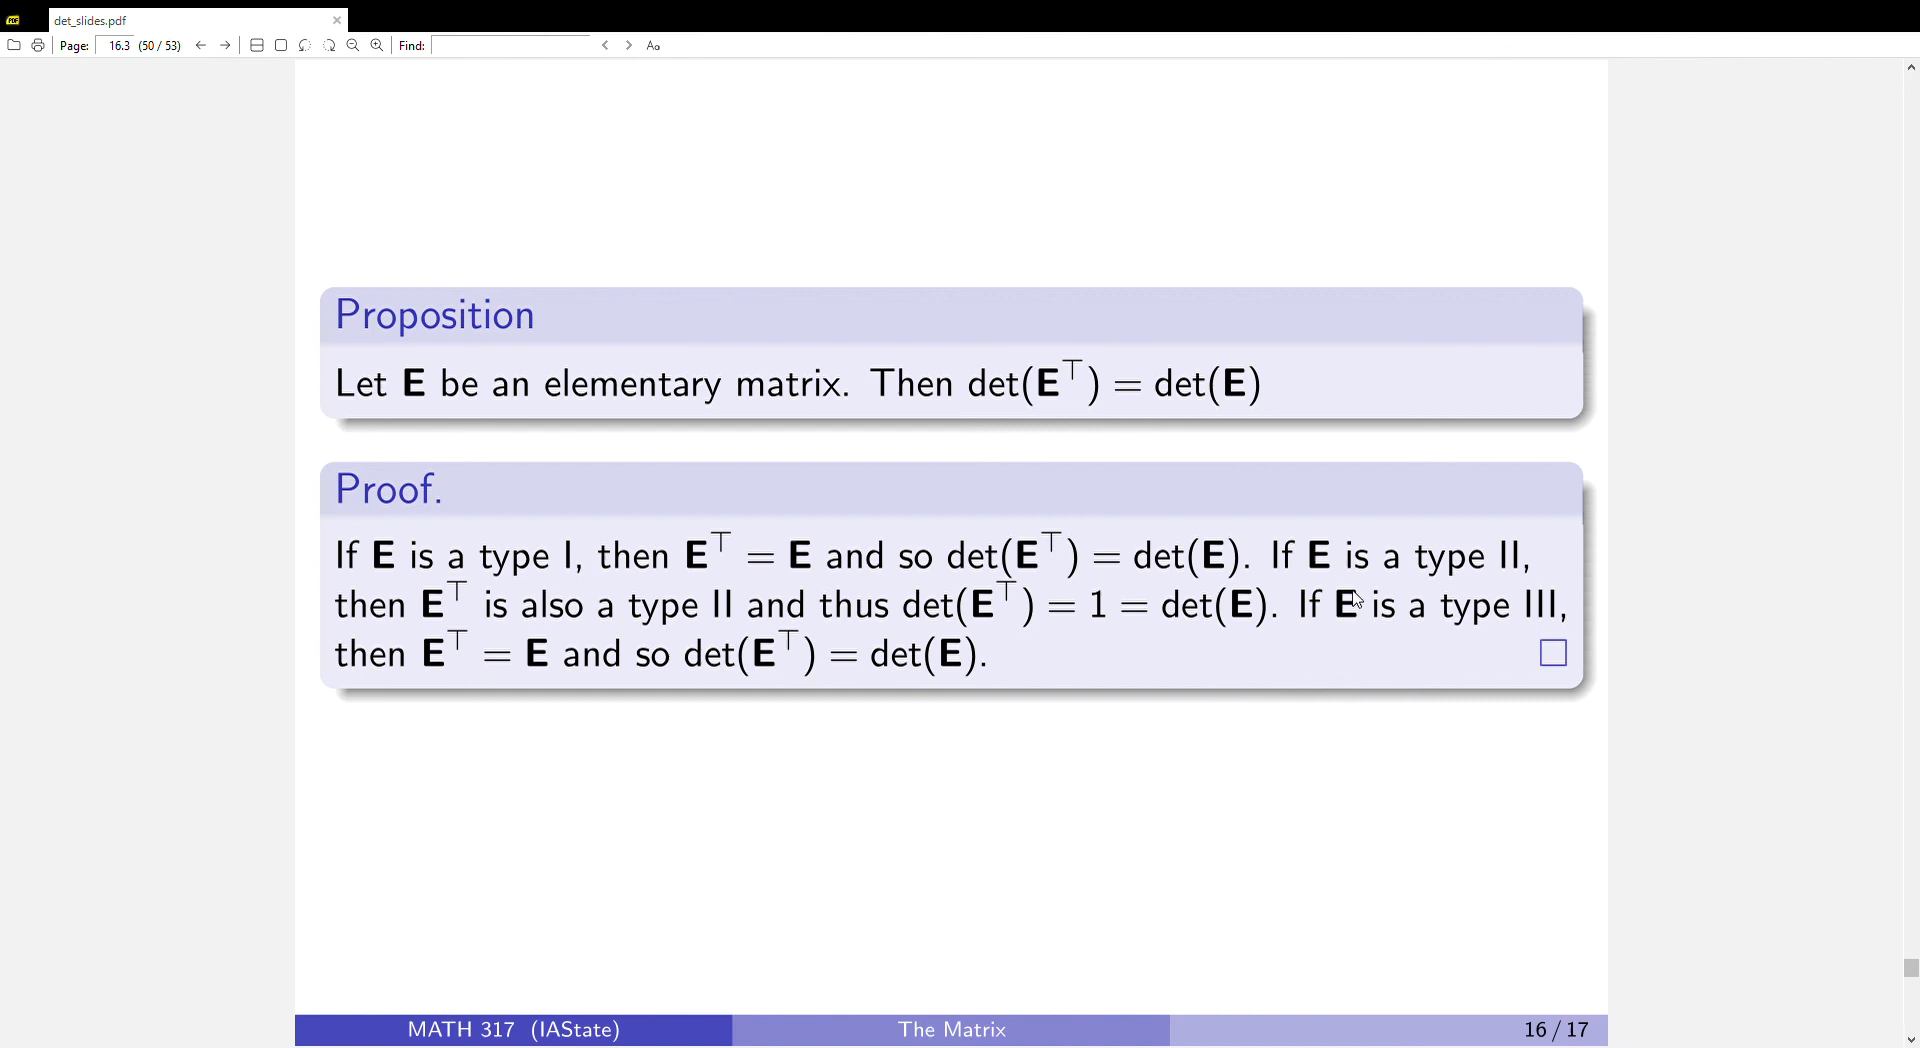 PDF det_slides.pdf ×
Page: 16.3 (50 / 53) Find: Aa
Proposition
Let E be an elementary matrix. Then det(E⊤) = det(E)
Proof.
If E is a type I, then E⊤ = E and so det(E⊤) = det(E). If E is a type II,
then E⊤ is also a type II and thus det(E⊤) = 1 = det(E). If E is a type III,
then E⊤ = E and so det(E⊤) = det(E). □
MATH 317 (IAState) The Matrix 16 / 17